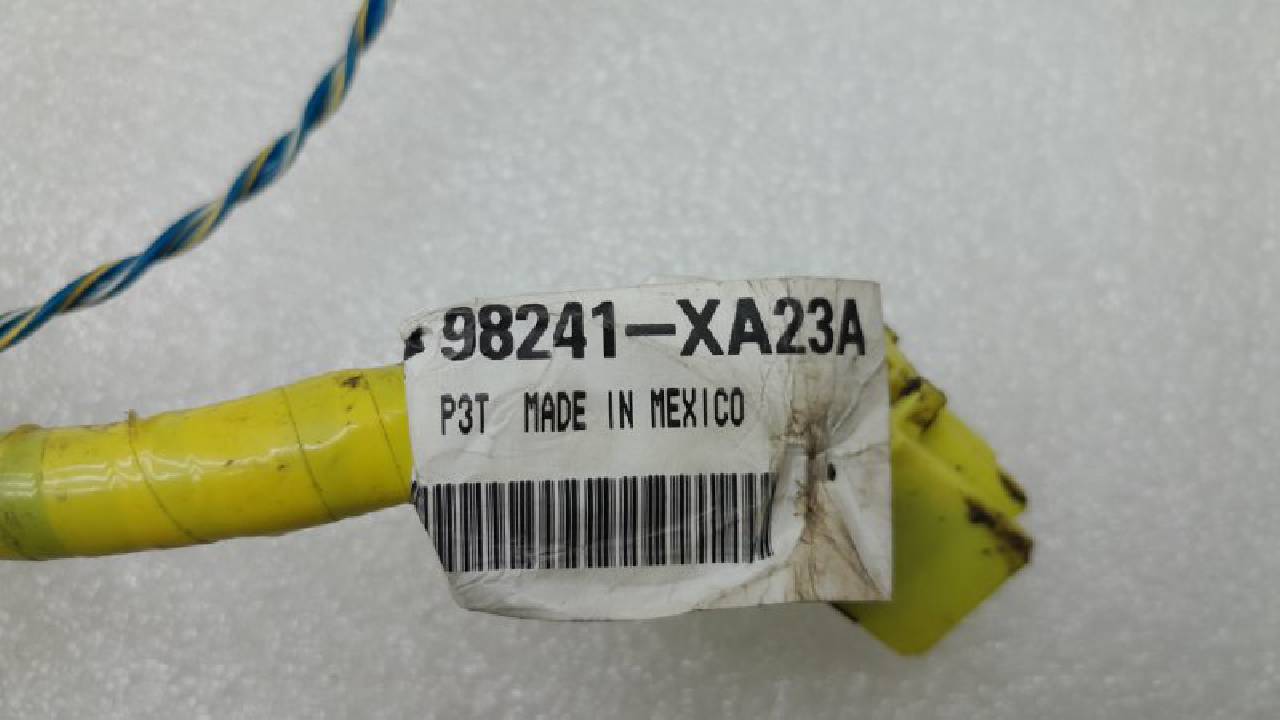 98241-XA23A
P3T MADE IN MEXICO